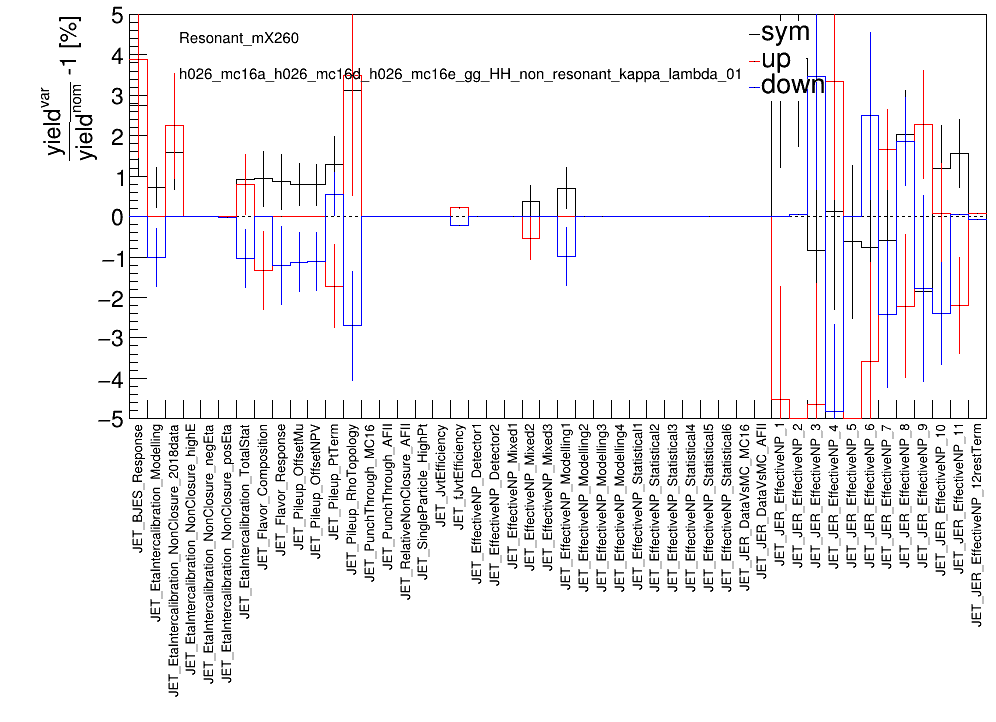 yield^var / yield^nom -1 [%]
5
4
3
2
1
0
−1
−2
−3
−4
−5
Resonant_mX260
h026_mc16a_h026_mc16d_h026_mc16e_gg_HH_non_resonant_kappa_lambda_01
sym
up
down
JET_BJES_Response
JET_EtaIntercalibration_Modelling
JET_EtaIntercalibration_NonClosure_2018data
JET_EtaIntercalibration_NonClosure_highE
JET_EtaIntercalibration_NonClosure_negEta
JET_EtaIntercalibration_NonClosure_posEta
JET_EtaIntercalibration_TotalStat
JET_Flavor_Composition
JET_Flavor_Response
JET_Pileup_OffsetMu
JET_Pileup_OffsetNPV
JET_Pileup_PtTerm
JET_Pileup_RhoTopology
JET_PunchThrough_MC16
JET_PunchThrough_AFII
JET_RelativeNonClosure_AFII
JET_SingleParticle_HighPt
JET_JvtEfficiency
JET_fJvtEfficiency
JET_EffectiveNP_Detector1
JET_EffectiveNP_Detector2
JET_EffectiveNP_Mixed1
JET_EffectiveNP_Mixed2
JET_EffectiveNP_Mixed3
JET_EffectiveNP_Modelling1
JET_EffectiveNP_Modelling2
JET_EffectiveNP_Modelling3
JET_EffectiveNP_Modelling4
JET_EffectiveNP_Statistical1
JET_EffectiveNP_Statistical2
JET_EffectiveNP_Statistical3
JET_EffectiveNP_Statistical4
JET_EffectiveNP_Statistical5
JET_EffectiveNP_Statistical6
JET_JER_DataVsMC_MC16
JET_JER_DataVsMC_AFII
JET_JER_EffectiveNP_1
JET_JER_EffectiveNP_2
JET_JER_EffectiveNP_3
JET_JER_EffectiveNP_4
JET_JER_EffectiveNP_5
JET_JER_EffectiveNP_6
JET_JER_EffectiveNP_7
JET_JER_EffectiveNP_8
JET_JER_EffectiveNP_9
JET_JER_EffectiveNP_10
JET_JER_EffectiveNP_11
JET_JER_EffectiveNP_12restTerm